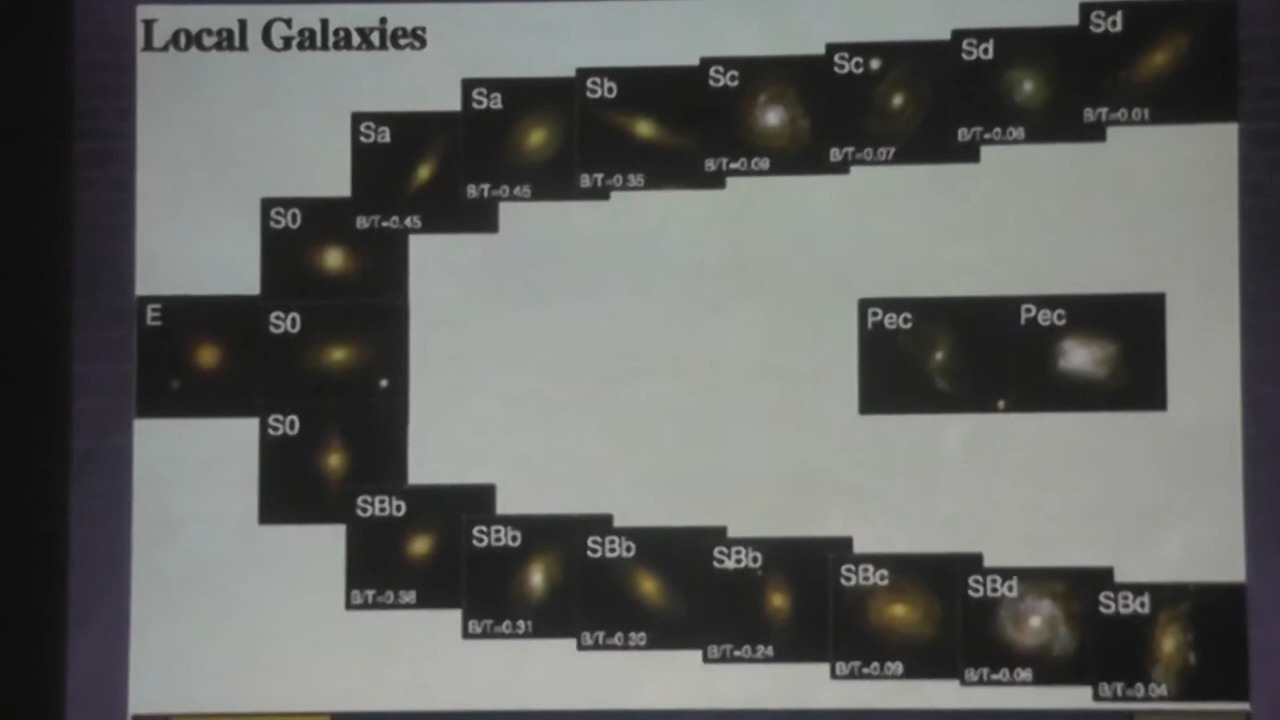 Local Galaxies
Sd
B/T=0.01
Sd
B/T=0.06
Sc
B/T=0.07
Sc
B/T=0.09
Sb
B/T=0.35
Sa
B/T=0.45
Sa
B/T=0.45
S0
E
S0
S0
Pec
Pec
SBb
B/T=0.38
SBb
B/T=0.31
SBb
B/T=0.30
SBb
B/T=0.24
SBc
B/T=0.09
SBd
B/T=0.06
SBd
B/T=0.04